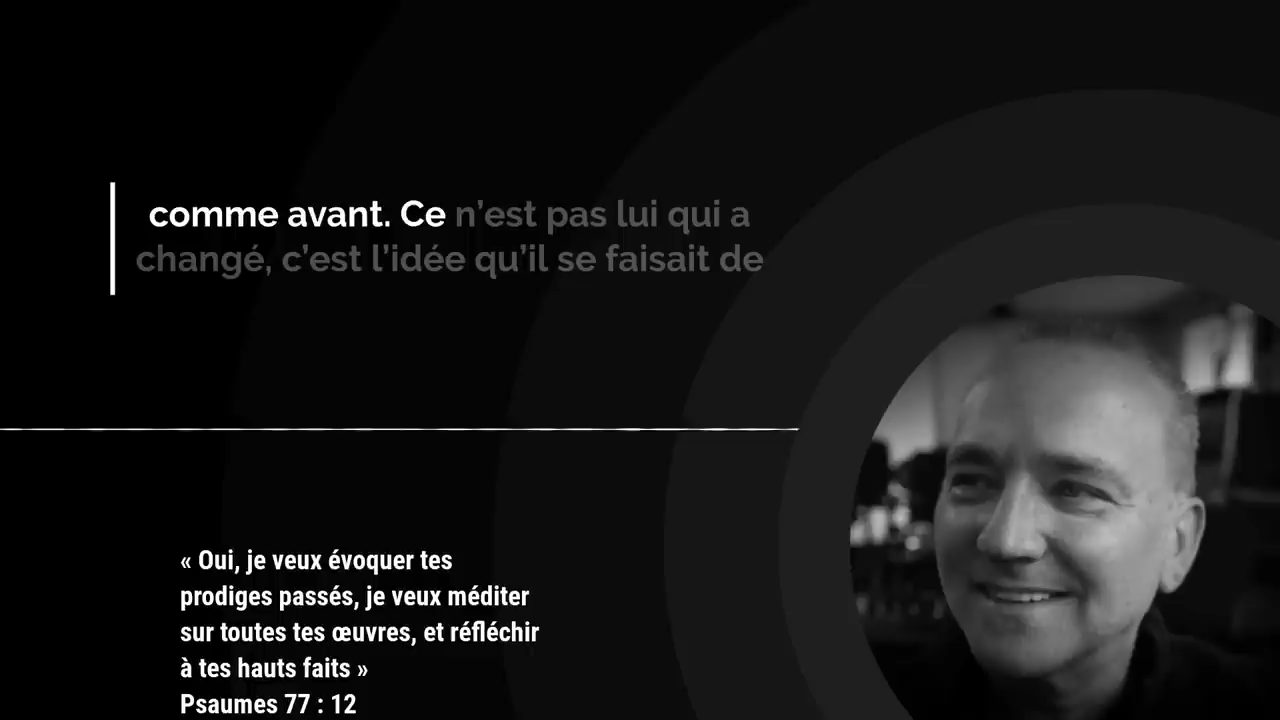 comme avant. Ce n’est pas lui qui a
changé, c’est l’idée qu’il se faisait de
« Oui, je veux évoquer tes
prodiges passés, je veux méditer
sur toutes tes œuvres, et réfléchir
à tes hauts faits »
Psaumes 77 : 12